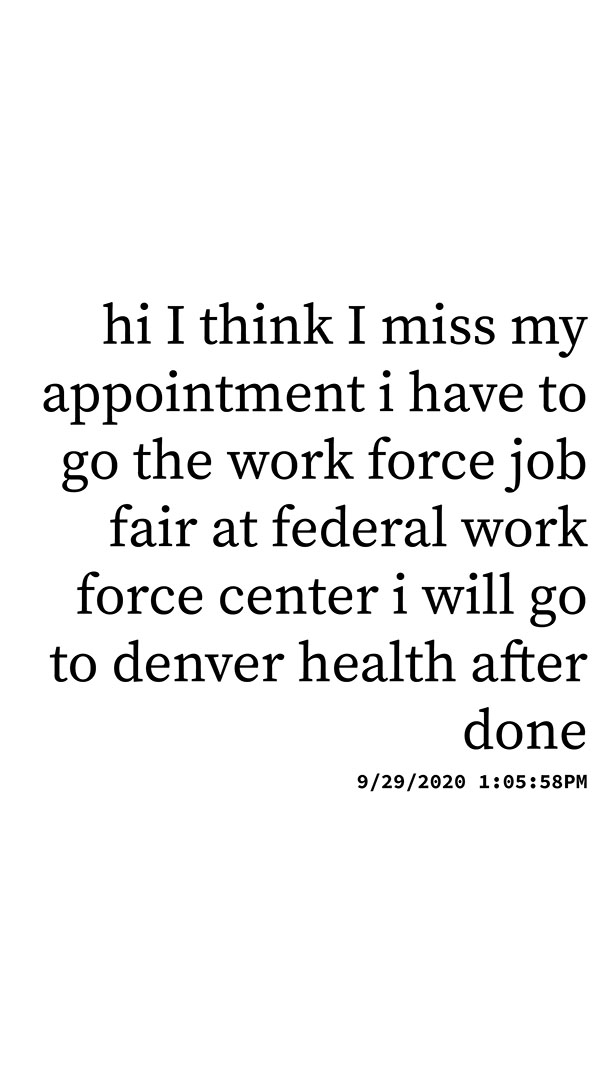 hi I think I miss my
appointment i have to
go the work force job
fair at federal work
force center i will go
to denver health after
done
9/29/2020 1:05:58PM